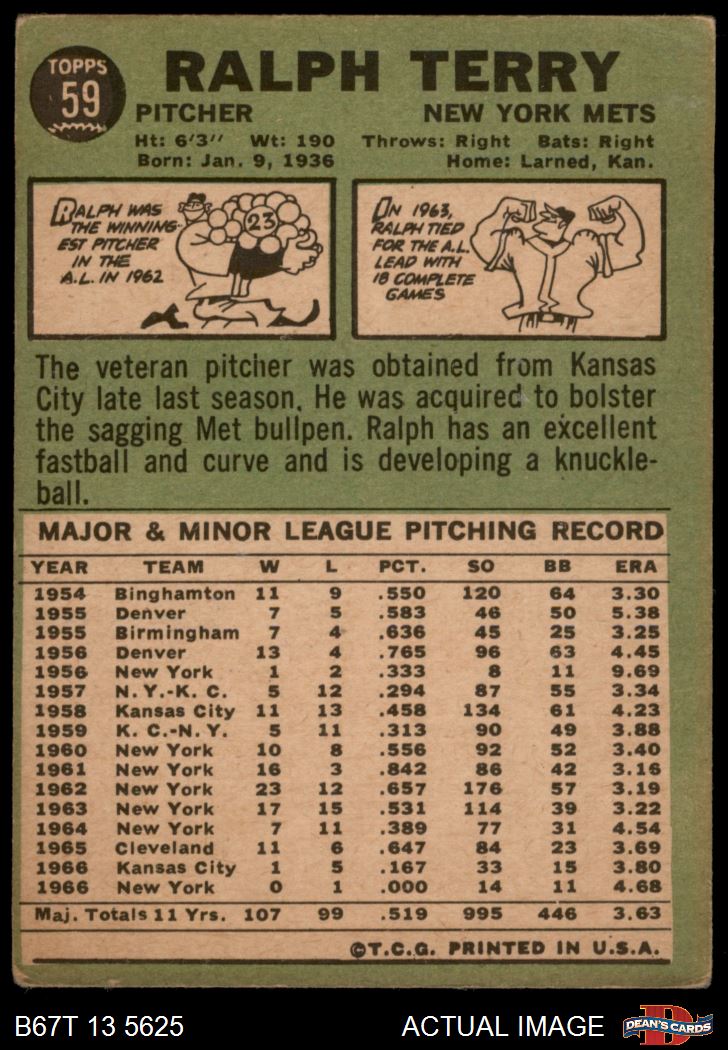 TOPPS
59
RALPH TERRY
PITCHER NEW YORK METS
Ht: 6'3" Wt: 190 Throws: Right Bats: Right
Born: Jan. 9, 1936 Home: Larned, Kan.
RALPH WAS
THE WINNING-
EST PITCHER
IN THE
A.L. IN 1962
23
IN 1963,
RALPH TIED
FOR THE A.L.
LEAD WITH
18 COMPLETE
GAMES
The veteran pitcher was obtained from Kansas
City late last season. He was acquired to bolster
the sagging Met bullpen. Ralph has an excellent
fastball and curve and is developing a knuckle-
ball.
MAJOR & MINOR LEAGUE PITCHING RECORD
YEAR TEAM W L PCT. SO BB ERA
1954 Binghamton 11 9 .550 120 64 3.30
1955 Denver 7 5 .583 46 50 5.38
1955 Birmingham 7 4 .636 45 25 3.25
1956 Denver 13 4 .765 96 63 4.45
1956 New York 1 2 .333 8 11 9.69
1957 N. Y.-K. C. 5 12 .294 87 55 3.34
1958 Kansas City 11 13 .458 134 61 4.23
1959 K. C.-N. Y. 5 11 .313 90 49 3.88
1960 New York 10 8 .556 92 52 3.40
1961 New York 16 3 .842 86 42 3.16
1962 New York 23 12 .657 176 57 3.19
1963 New York 17 15 .531 114 39 3.22
1964 New York 7 11 .389 77 31 4.54
1965 Cleveland 11 6 .647 84 23 3.69
1966 Kansas City 1 5 .167 33 15 3.80
1966 New York 0 1 .000 14 11 4.68
Maj. Totals 11 Yrs. 107 99 .519 995 446 3.63
©T.C.G. PRINTED IN U.S.A.
B67T 13 5625 ACTUAL IMAGE
D
DEAN'S CARDS